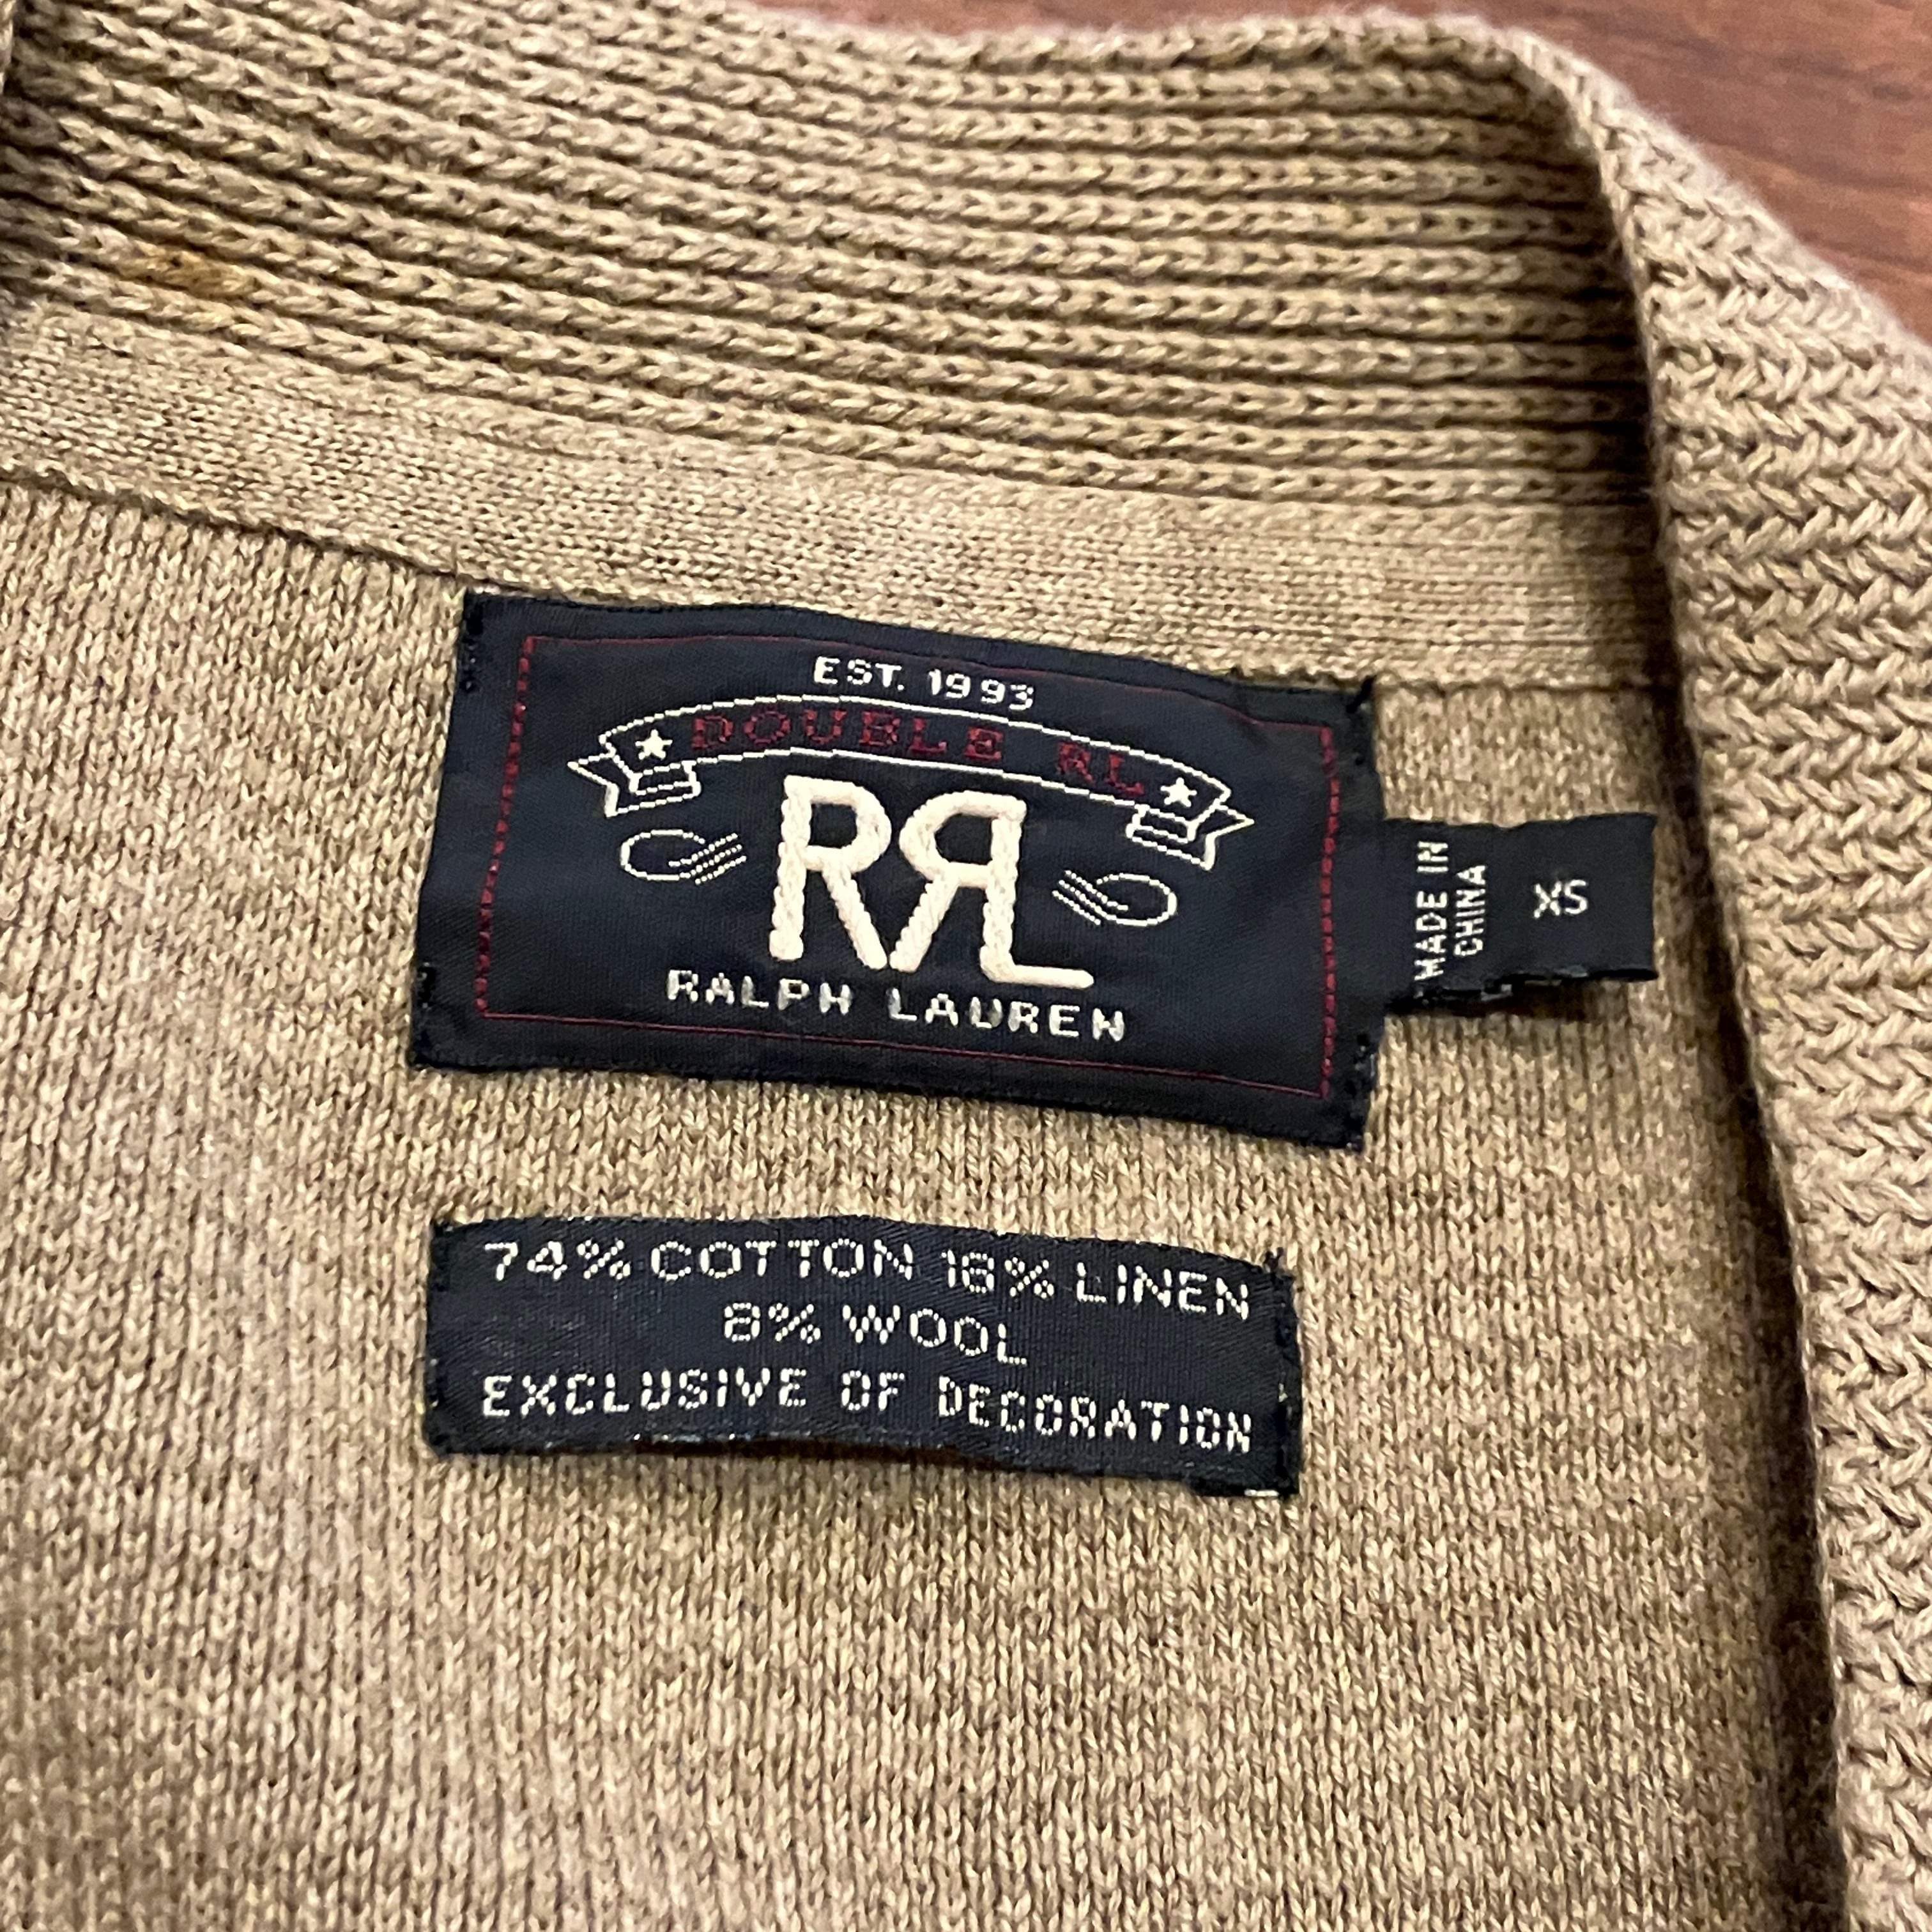 EST. 1993
DOUBLE RL
RRL
RALPH LAUREN
MADE IN
CHINA
XS
74% COTTON 18% LINEN
8% WOOL
EXCLUSIVE OF DECORATION